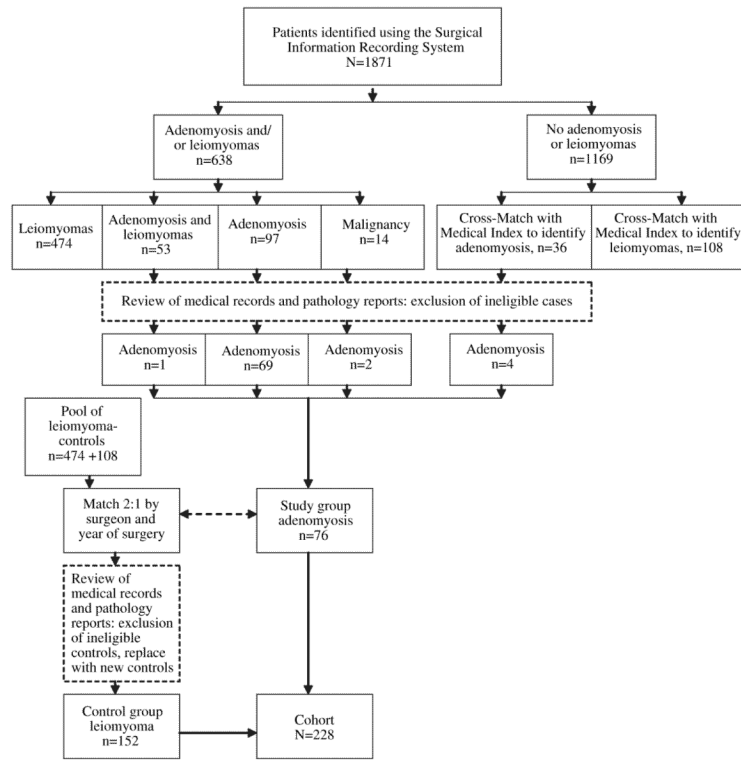 Patients identified using the Surgical
Information Recording System
N=1871
Adenomyosis and/
or leiomyomas
n=638
No adenomyosis
or leiomyomas
n=1169
Leiomyomas
n=474
Adenomyosis and
leiomyomas
n=53
Adenomyosis
n=97
Malignancy
n=14
Cross-Match with
Medical Index to identify
adenomyosis, n=36
Cross-Match with
Medical Index to identify
leiomyomas, n=108
Review of medical records and pathology reports: exclusion of ineligible cases
Adenomyosis
n=1
Adenomyosis
n=69
Adenomyosis
n=2
Adenomyosis
n=4
Pool of
leiomyoma-
controls
n=474 +108
Match 2:1 by
surgeon and
year of surgery
Study group
adenomyosis
n=76
Review of
medical records
and pathology
reports: exclusion
of ineligible
controls, replace
with new controls
Control group
leiomyoma
n=152
Cohort
N=228